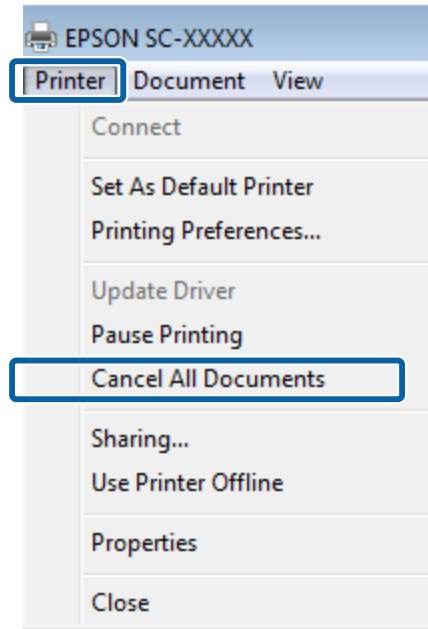 EPSON SC-XXXXX
Printer Document View
Connect
Set As Default Printer
Printing Preferences...
Update Driver
Pause Printing
Cancel All Documents
Sharing...
Use Printer Offline
Properties
Close